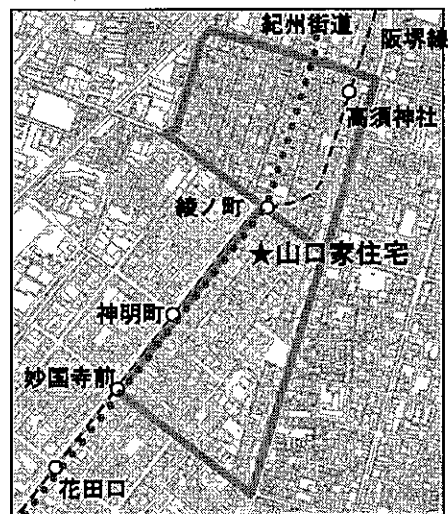 紀州街道
阪堺線
高須神社
綾ノ町
★山口家住宅
神明町
妙国寺前
花田口